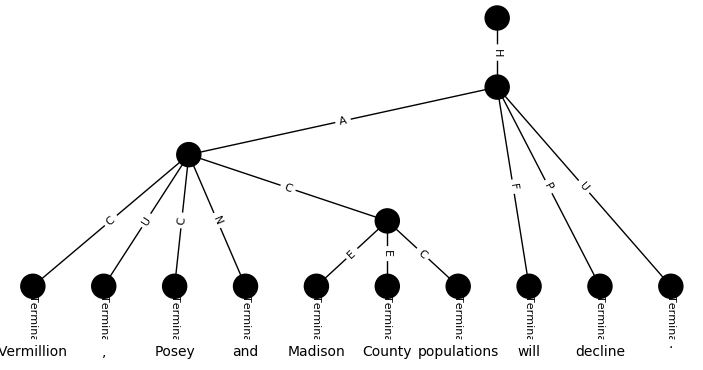 H
A
C
U
C
N
C
F
P
U
E
E
C
Termina Termina Termina Termina Termina Termina Termina Termina Termina Termina
Vermillion , Posey and Madison County populations will decline .